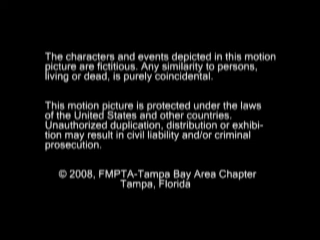 The characters and events depicted in this motion
picture are fictitious. Any similarity to persons,
living or dead, is purely coincidental.
This motion picture is protected under the laws
of the United States and other countries.
Unauthorized duplication, distribution or exhibi-
tion may result in civil liability and/or criminal
prosecution.
© 2008, FMPTA-Tampa Bay Area Chapter
Tampa, Florida